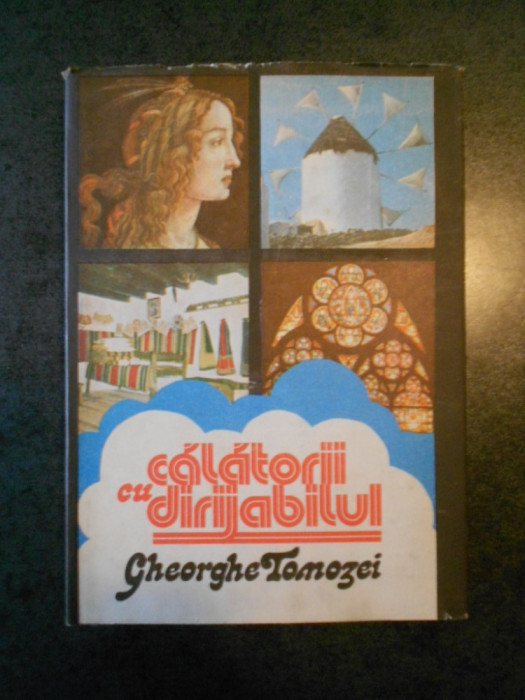 călătorii
cu
dirijabilul
Gheorghe Tomozei